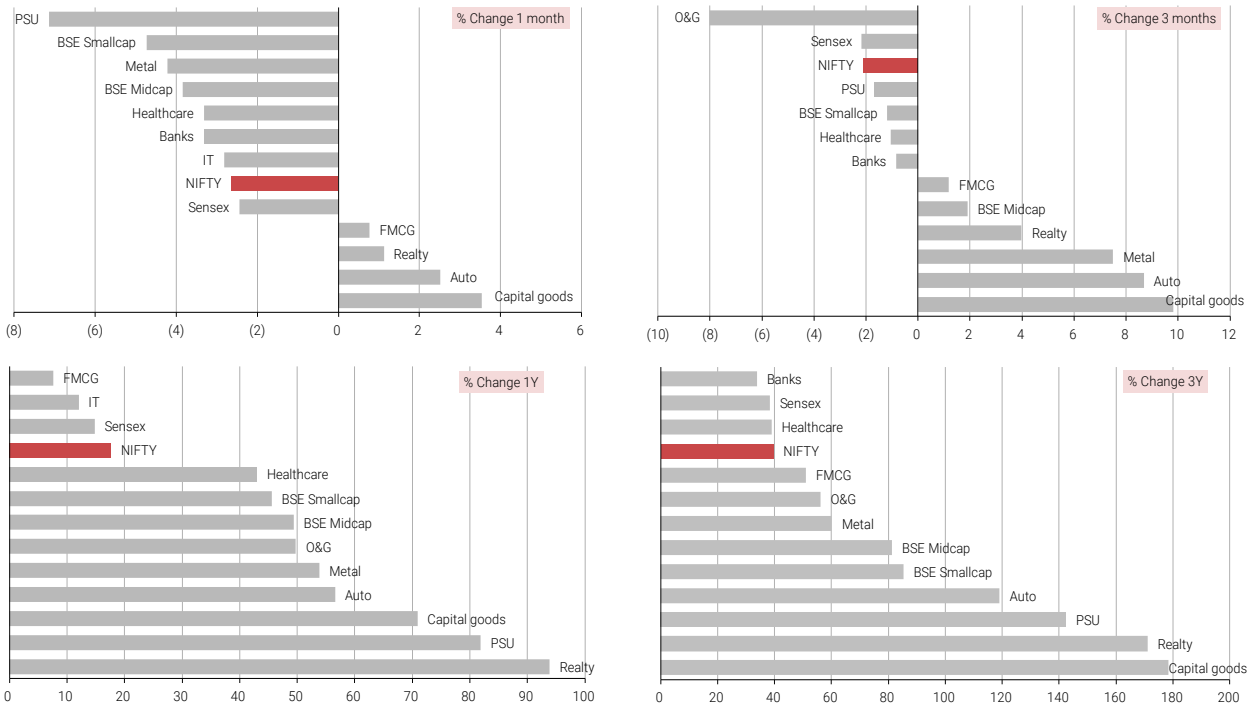 % Change 1 month
PSU
BSE Smallcap
Metal
BSE Midcap
Healthcare
Banks
IT
NIFTY
Sensex
FMCG
Realty
Auto
Capital goods
(8) (6) (4) (2) 0 2 4 6
% Change 3 months
O&G
Sensex
NIFTY
PSU
BSE Smallcap
Healthcare
Banks
FMCG
BSE Midcap
Realty
Metal
Auto
Capital goods
(10) (8) (6) (4) (2) 0 2 4 6 8 10 12
% Change 1Y
FMCG
IT
Sensex
NIFTY
Healthcare
BSE Smallcap
BSE Midcap
O&G
Metal
Auto
Capital goods
PSU
Realty
0 10 20 30 40 50 60 70 80 90 100
% Change 3Y
Banks
Sensex
Healthcare
NIFTY
FMCG
O&G
Metal
BSE Midcap
BSE Smallcap
Auto
PSU
Realty
Capital goods
0 20 40 60 80 100 120 140 160 180 200